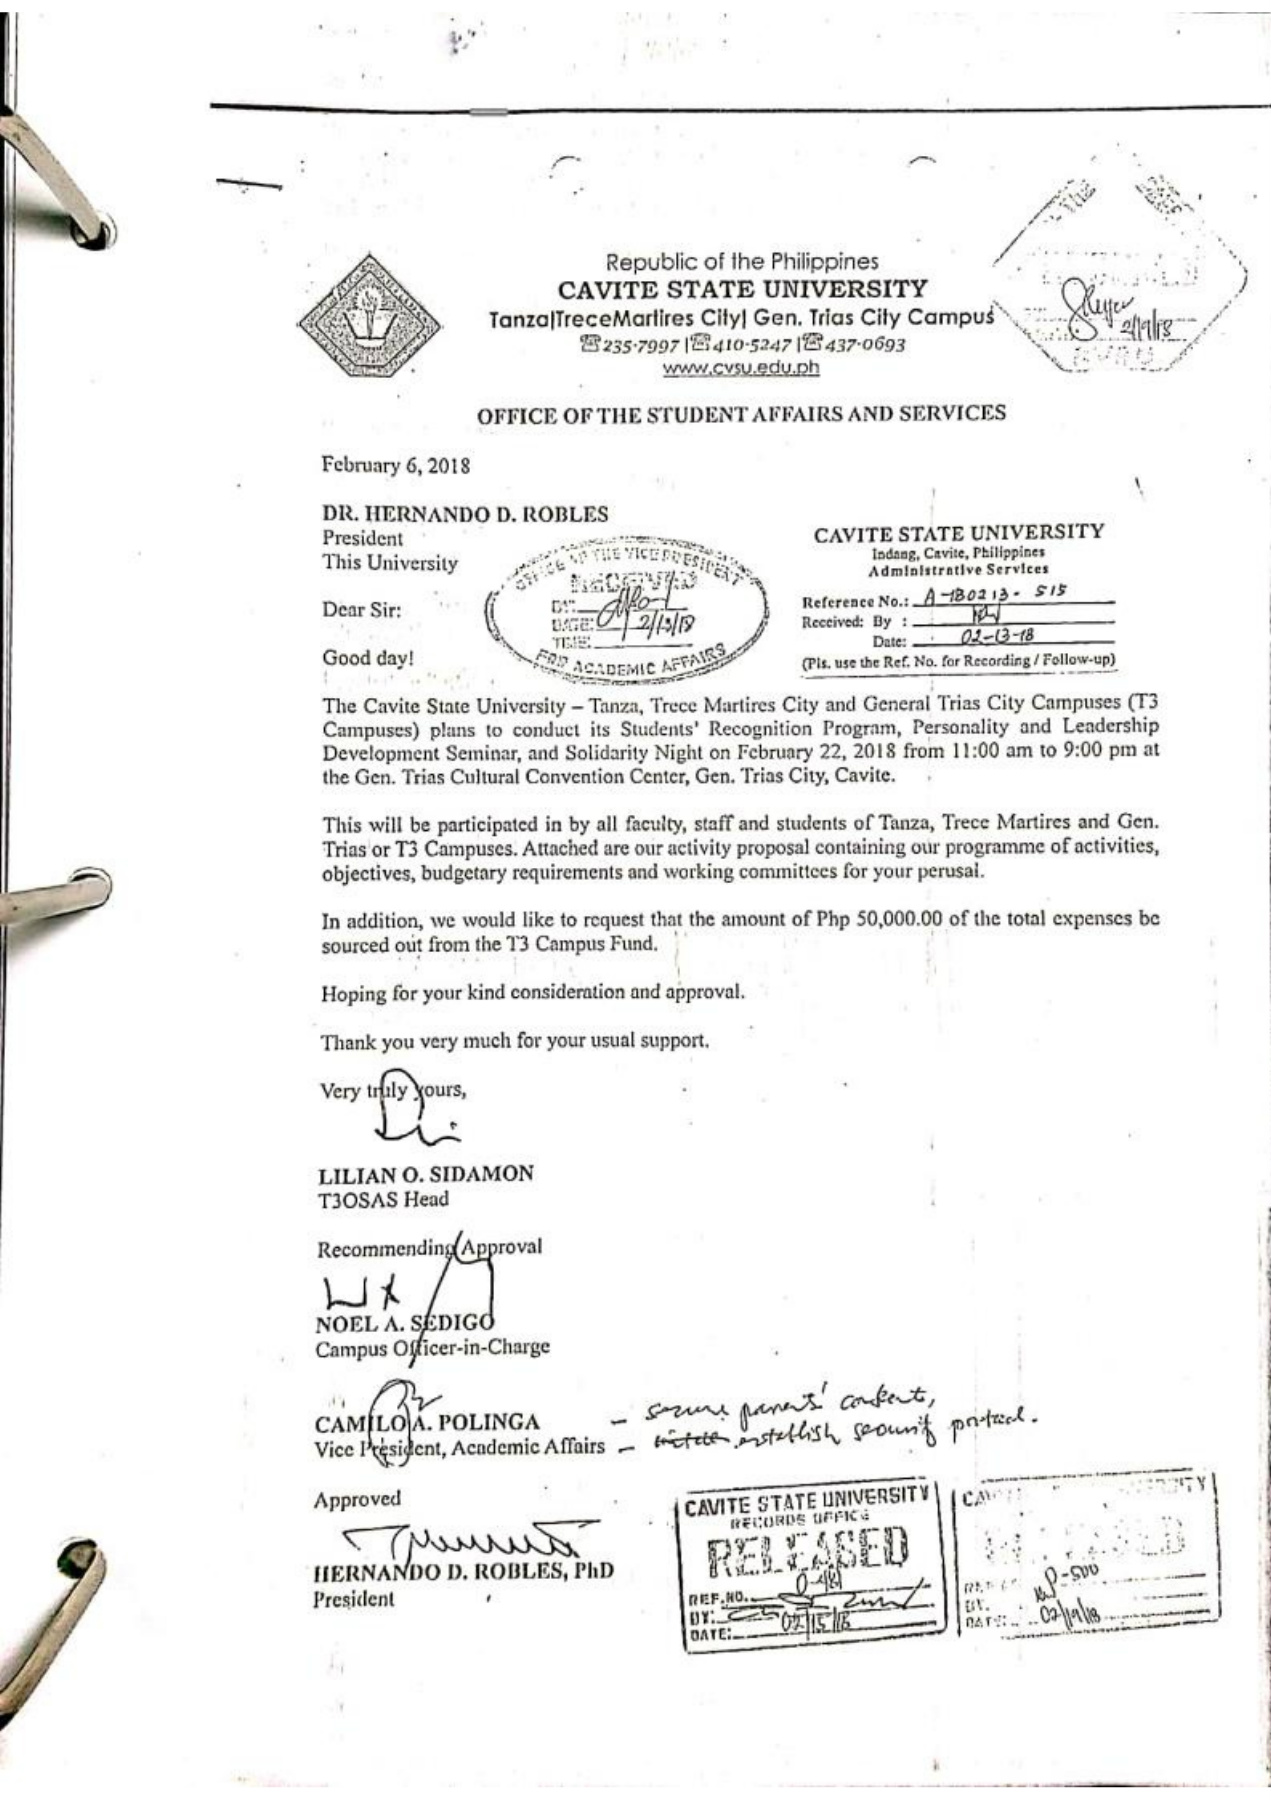 Republic of the Philippines
CAVITE STATE UNIVERSITY
Tanza|TreceMartires City| Gen. Trias City Campus
☎235-7997 |☎410-5247 |☎437-0693
www.cvsu.edu.ph
2/19/18
OFFICE OF THE STUDENT AFFAIRS AND SERVICES
February 6, 2018
DR. HERNANDO D. ROBLES
President
This University
OFFICE OF THE VICE PRESIDENT
RECEIVED
BY:
DATE: 2/13/18
TIME:
FOR ACADEMIC AFFAIRS
CAVITE STATE UNIVERSITY
Indang, Cavite, Philippines
Administrative Services
Reference No.: A-180213- 515
Received: By :
Date: 02-13-18
(Pls. use the Ref. No. for Recording / Follow-up)
Dear Sir:
Good day!
The Cavite State University – Tanza, Trece Martires City and General Trias City Campuses (T3
Campuses) plans to conduct its Students' Recognition Program, Personality and Leadership
Development Seminar, and Solidarity Night on February 22, 2018 from 11:00 am to 9:00 pm at
the Gen. Trias Cultural Convention Center, Gen. Trias City, Cavite.
This will be participated in by all faculty, staff and students of Tanza, Trece Martires and Gen.
Trias or T3 Campuses. Attached are our activity proposal containing our programme of activities,
objectives, budgetary requirements and working committees for your perusal.
In addition, we would like to request that the amount of Php 50,000.00 of the total expenses be
sourced out from the T3 Campus Fund.
Hoping for your kind consideration and approval.
Thank you very much for your usual support.
Very truly yours,
LILIAN O. SIDAMON
T3OSAS Head
Recommending Approval
NOEL A. SEDIGO
Campus Officer-in-Charge
CAMILO A. POLINGA – secure parents' consent,
Vice President, Academic Affairs – establish security protocol.
Approved
HERNANDO D. ROBLES, PhD
President
CAVITE STATE UNIVERSITY
RECORDS OFFICE
RELEASED
REF.NO.
BY:
DATE: 02/15/18
RELEASED
BY.
DATE: 02/19/18